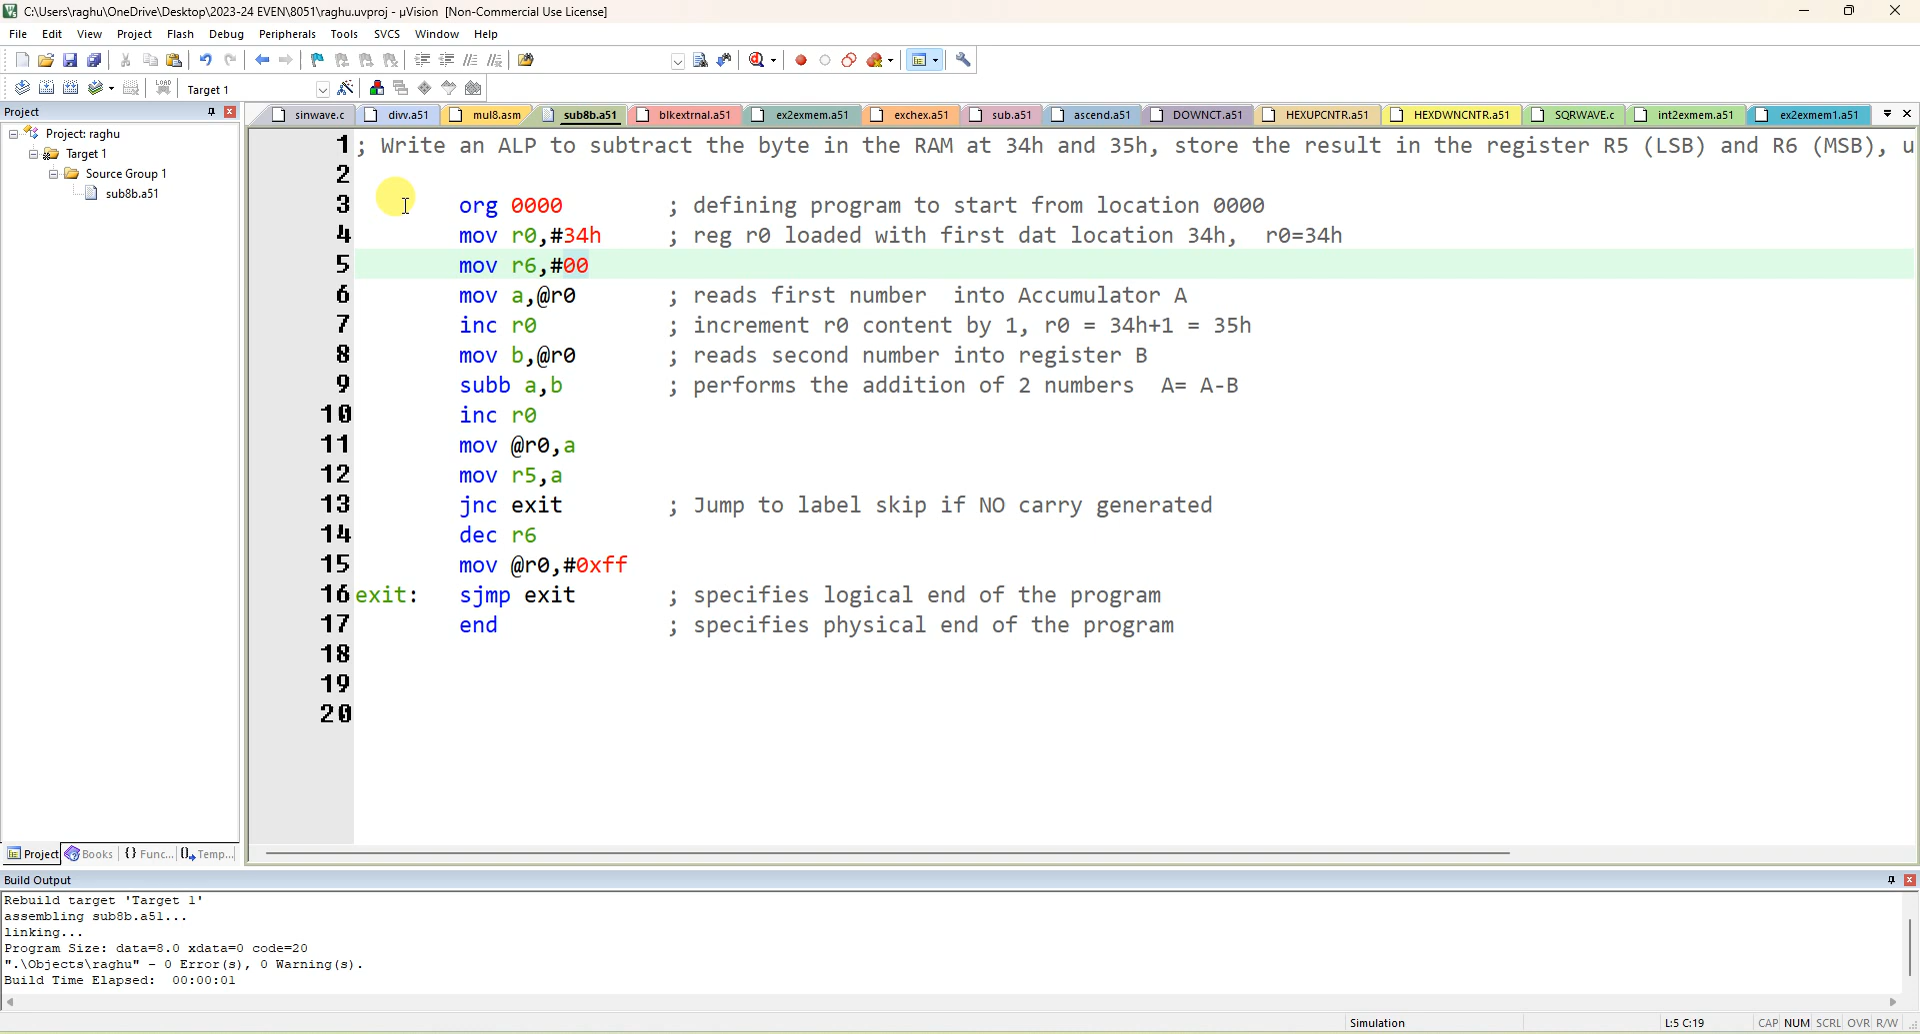 C:\Users\raghu\OneDrive\Desktop\2023-24 EVEN\8051\raghu.uvproj - µVision [Non-Commercial Use License]
File Edit View Project Flash Debug Peripherals Tools SVCS Window Help
LOAD Target 1
Project
sinwave.c divv.a51 mul8.asm sub8b.a51 blkextrnal.a51 ex2exmem.a51 exchex.a51 sub.a51 ascend.a51 DOWNCT.a51 HEXUPCNTR.a51 HEXDWNCNTR.a51 SQRWAVE.c int2exmem.a51 ex2exmem1.a51
Project: raghu
Target 1
Source Group 1
sub8b.a51
1 ; Write an ALP to subtract the byte in the RAM at 34h and 35h, store the result in the register R5 (LSB) and R6 (MSB), u
2
3 org 0000 ; defining program to start from location 0000
4 mov r0,#34h ; reg r0 loaded with first dat location 34h, r0=34h
5 mov r6,#00
6 mov a,@r0 ; reads first number into Accumulator A
7 inc r0 ; increment r0 content by 1, r0 = 34h+1 = 35h
8 mov b,@r0 ; reads second number into register B
9 subb a,b ; performs the addition of 2 numbers A= A-B
10 inc r0
11 mov @r0,a
12 mov r5,a
13 jnc exit ; Jump to label skip if NO carry generated
14 dec r6
15 mov @r0,#0xff
16 exit: sjmp exit ; specifies logical end of the program
17 end ; specifies physical end of the program
18
19
20
Project Books {} Func... Temp...
Build Output
Rebuild target 'Target 1'
assembling sub8b.a51...
linking...
Program Size: data=8.0 xdata=0 code=20
".\Objects\raghu" - 0 Error(s), 0 Warning(s).
Build Time Elapsed: 00:00:01
Simulation L:5 C:19 CAP NUM SCRL OVR R/W